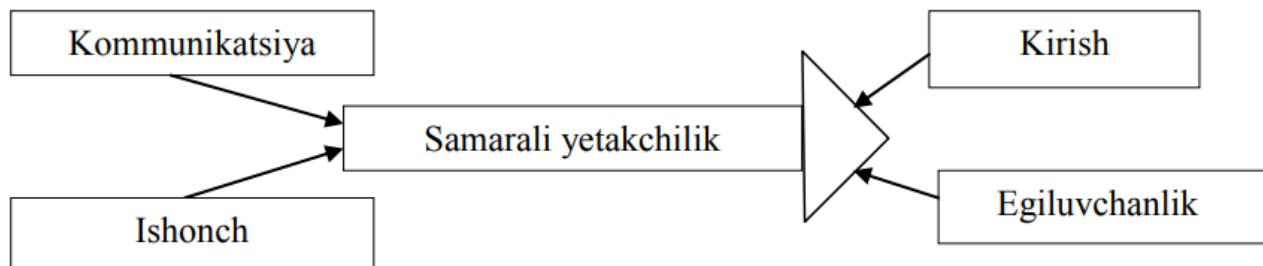 Kommunikatsiya
Kirish
Samarali yetakchilik
Ishonch
Egiluvchanlik